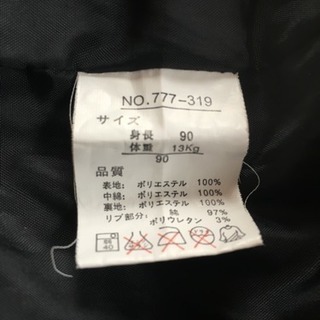 NO.777-319
サイズ
身長 90
体重 13Kg
90
品質
表地: ポリエステル 100%
中綿: ポリエステル 100%
裏地: ポリエステル 100%
リブ部分: 綿 97%
ポリウレタン 3%
40